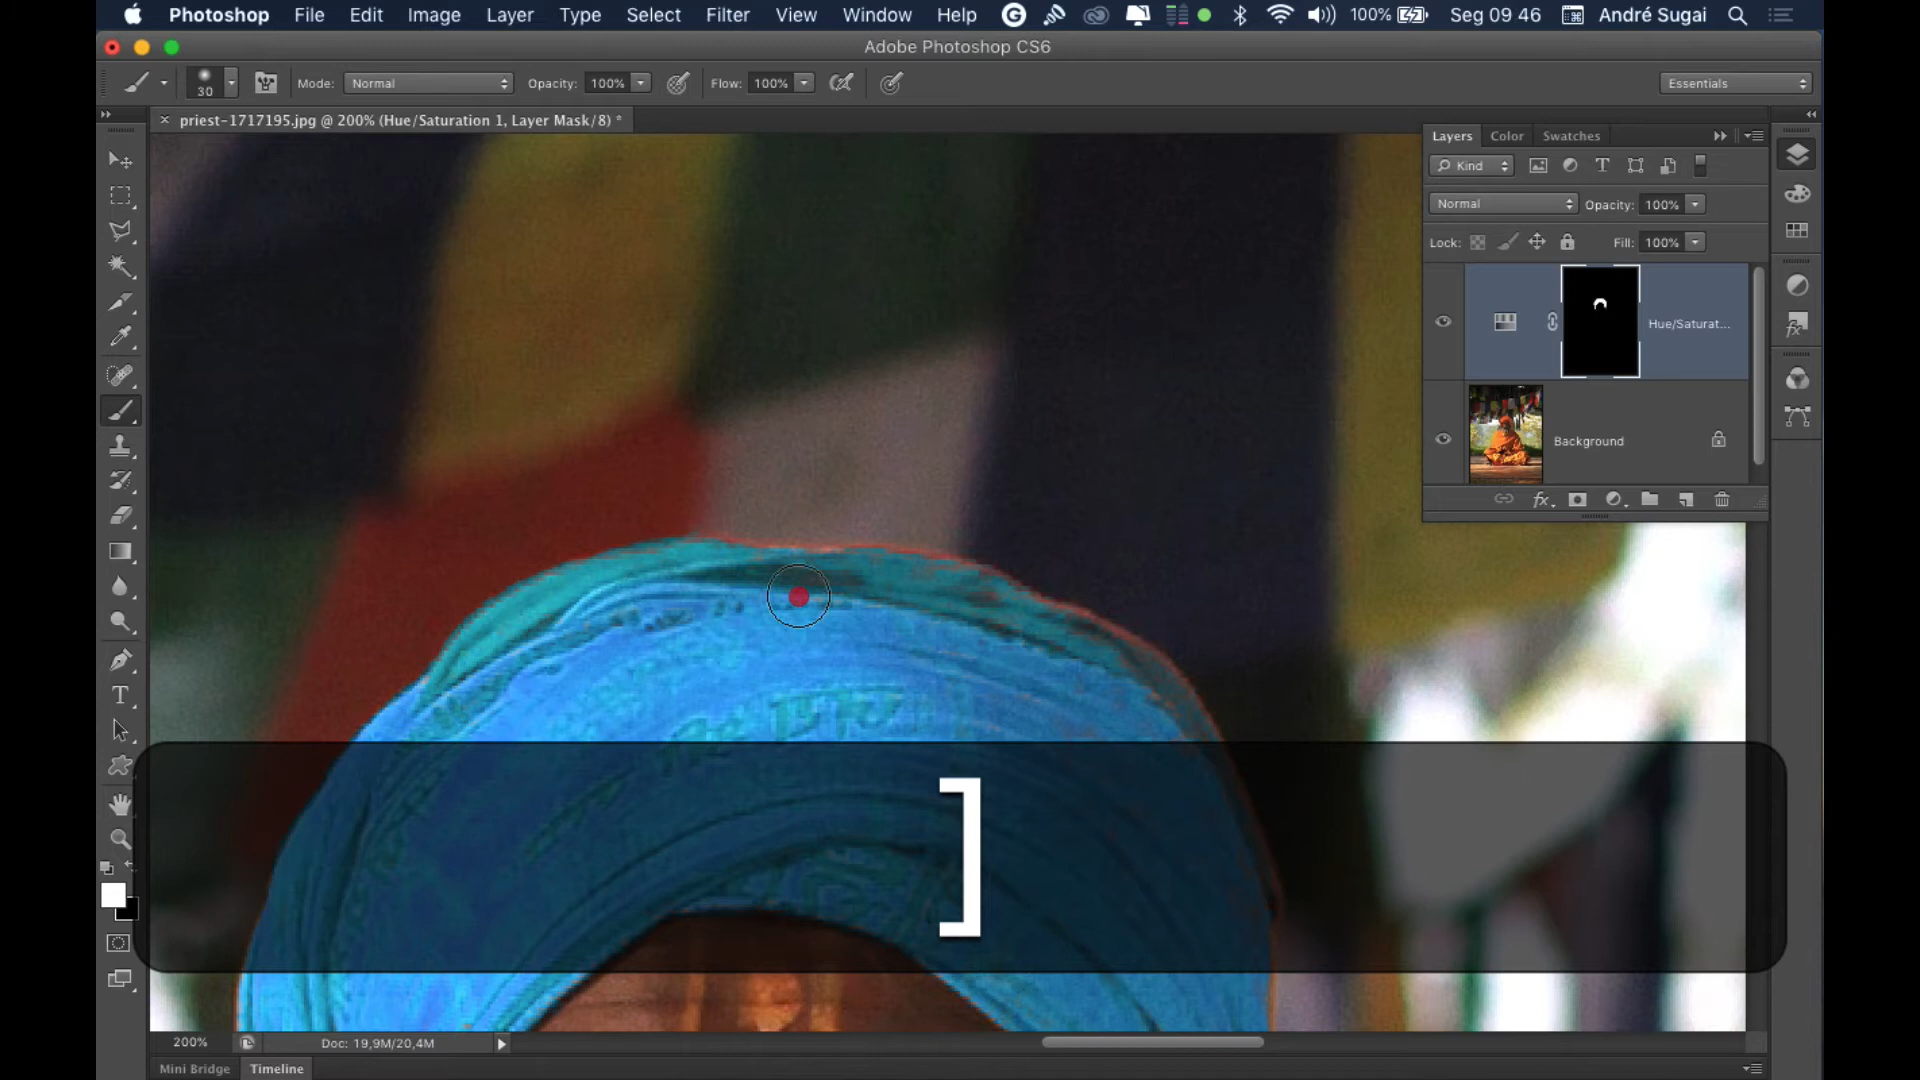 Photoshop File Edit Image Layer Type Select Filter View Window Help 100% Seg 09 46 André Sugai
Adobe Photoshop CS6
30 Mode: Normal Opacity: 100% Flow: 100% Essentials
priest-1717195.jpg @ 200% (Hue/Saturation 1, Layer Mask/8) *
Layers Color Swatches
Kind
Normal Opacity: 100%
Lock: Fill: 100%
Hue/Saturat...
Background
]
200% Doc: 19,9M/20,4M
Mini Bridge Timeline